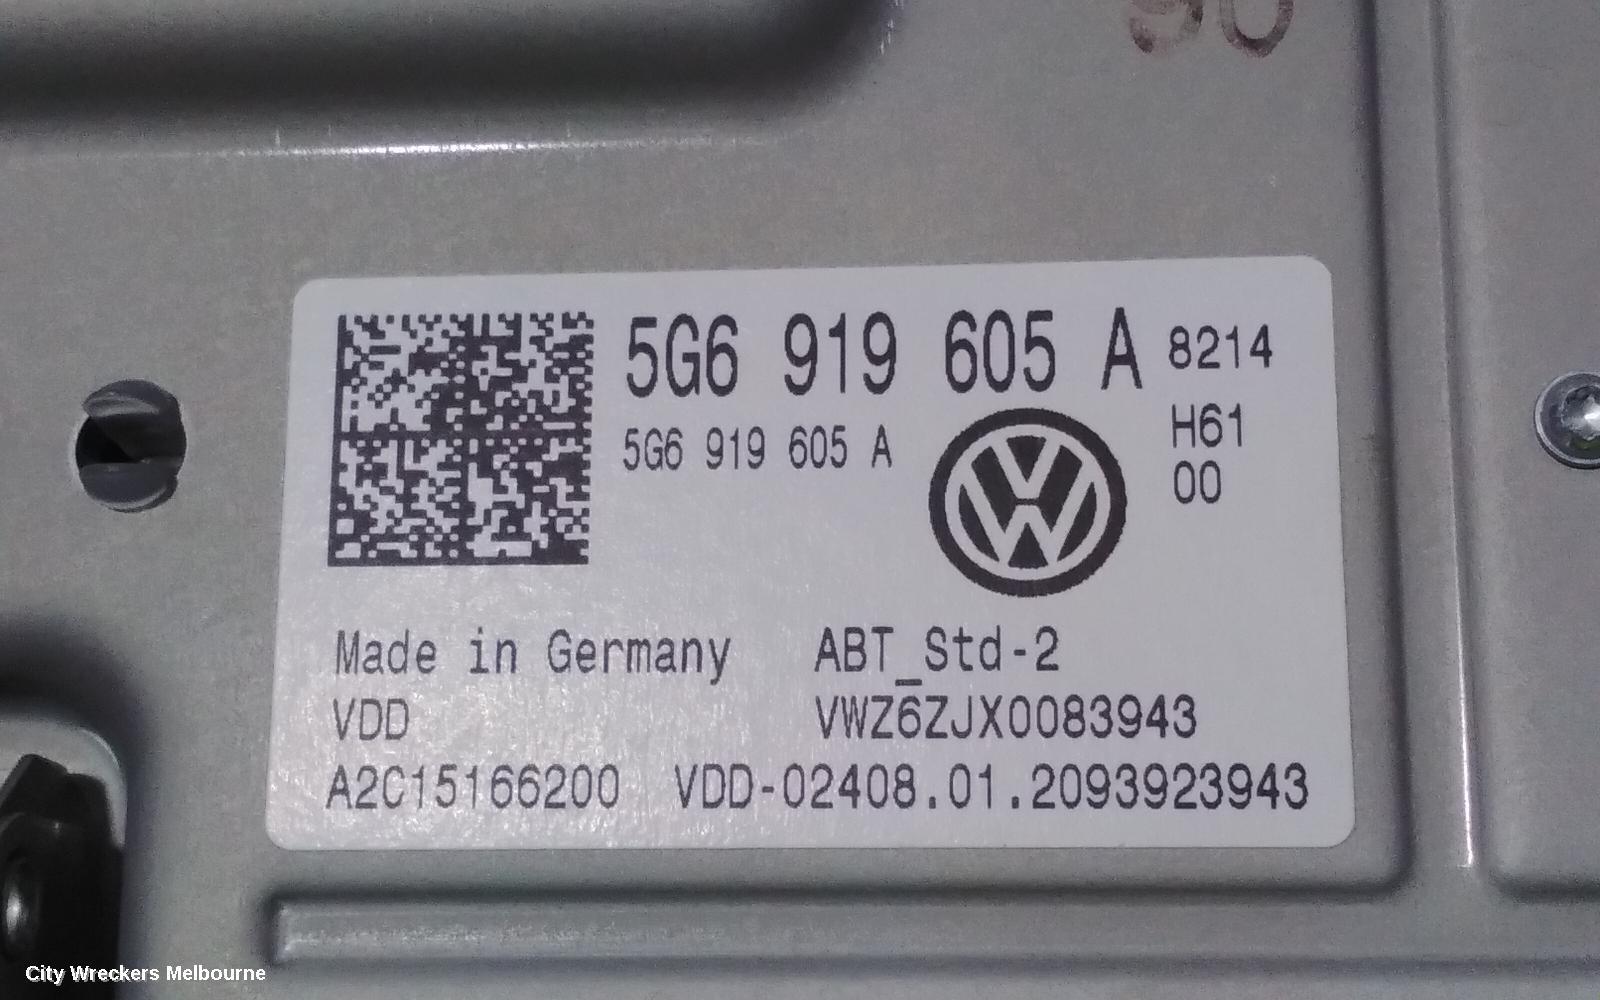 90
5G6 919 605 A 8214
5G6 919 605 A H61
00
Made in Germany ABT_Std-2
VDD VWZ6ZJX0083943
A2C15166200 VDD-02408.01.2093923943
City Wreckers Melbourne